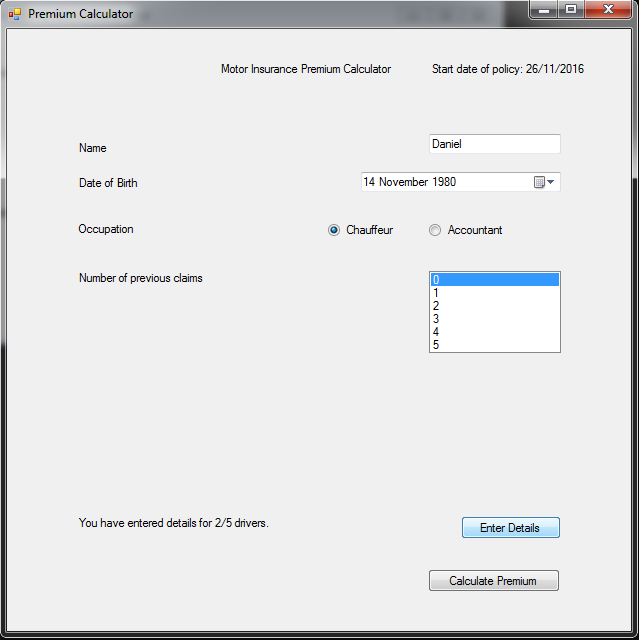 Premium Calculator
Motor Insurance Premium Calculator Start date of policy: 26/11/2016
Name Daniel
Date of Birth 14 November 1980
Occupation Chauffeur Accountant
Number of previous claims 0
1
2
3
4
5
You have entered details for 2/5 drivers. Enter Details
Calculate Premium